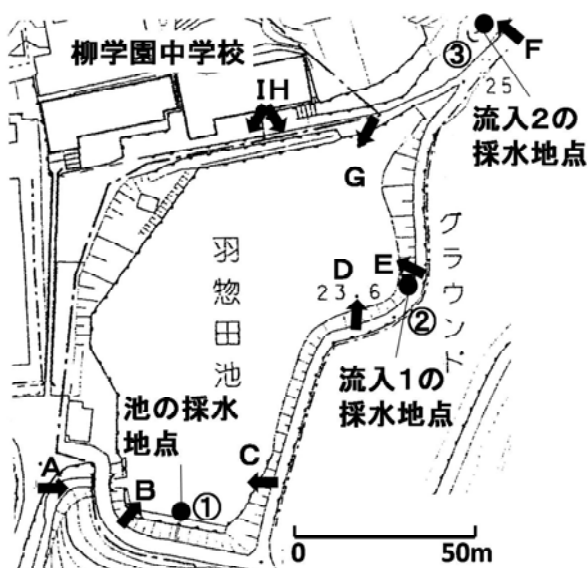 柳学園中学校
③
F
25
IH
流入2の
採水地点
G
グラウンド
羽惣田池
D
E
23.6
②
流入1の
採水地点
池の採水
地点
A
B
C
①
0 50m